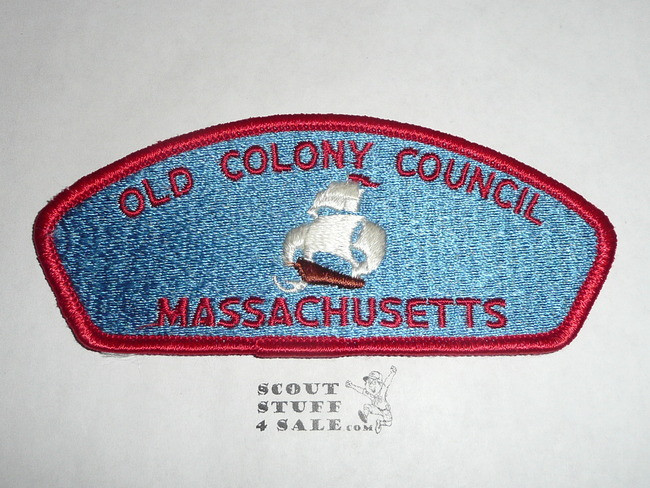 OLD COLONY COUNCIL
MASSACHUSETTS
SCOUT
STUFF
4 SALE.COM